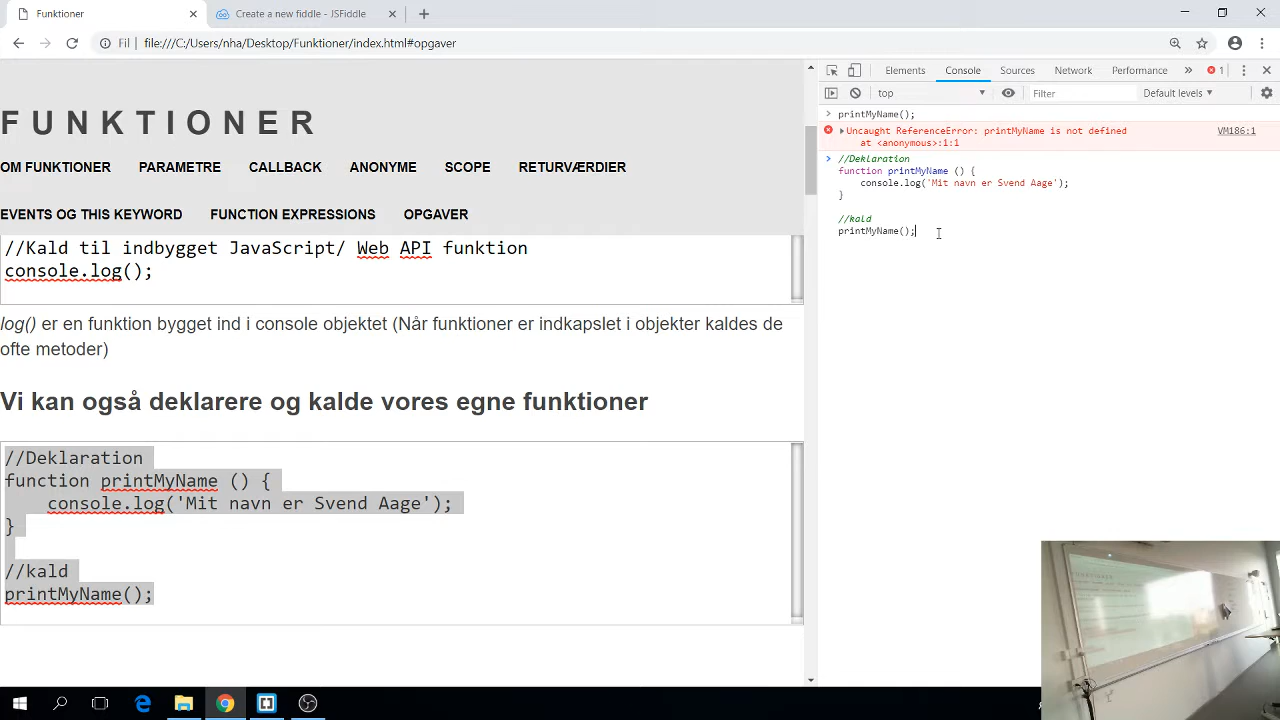 Funktioner
Create a new fiddle - JSFiddle
Fil
file:///C:/Users/nha/Desktop/Funktioner/index.html#opgaver
FUNKTIONER
OM FUNKTIONER PARAMETRE CALLBACK ANONYME SCOPE RETURVÆRDIER
EVENTS OG THIS KEYWORD FUNCTION EXPRESSIONS OPGAVER
//Kald til indbygget JavaScript/ Web API funktion
console.log();
log() er en funktion bygget ind i console objektet (Når funktioner er indkapslet i objekter kaldes de
ofte metoder)
Vi kan også deklarere og kalde vores egne funktioner
//Deklaration
function printMyName () {
console.log('Mit navn er Svend Aage');
}
//kald
printMyName();
Elements Console Sources Network Performance » 1
top Filter Default levels
> printMyName();
Uncaught ReferenceError: printMyName is not defined VM186:1
at <anonymous>:1:1
> //Deklaration
function printMyName () {
console.log('Mit navn er Svend Aage');
}
//kald
printMyName();